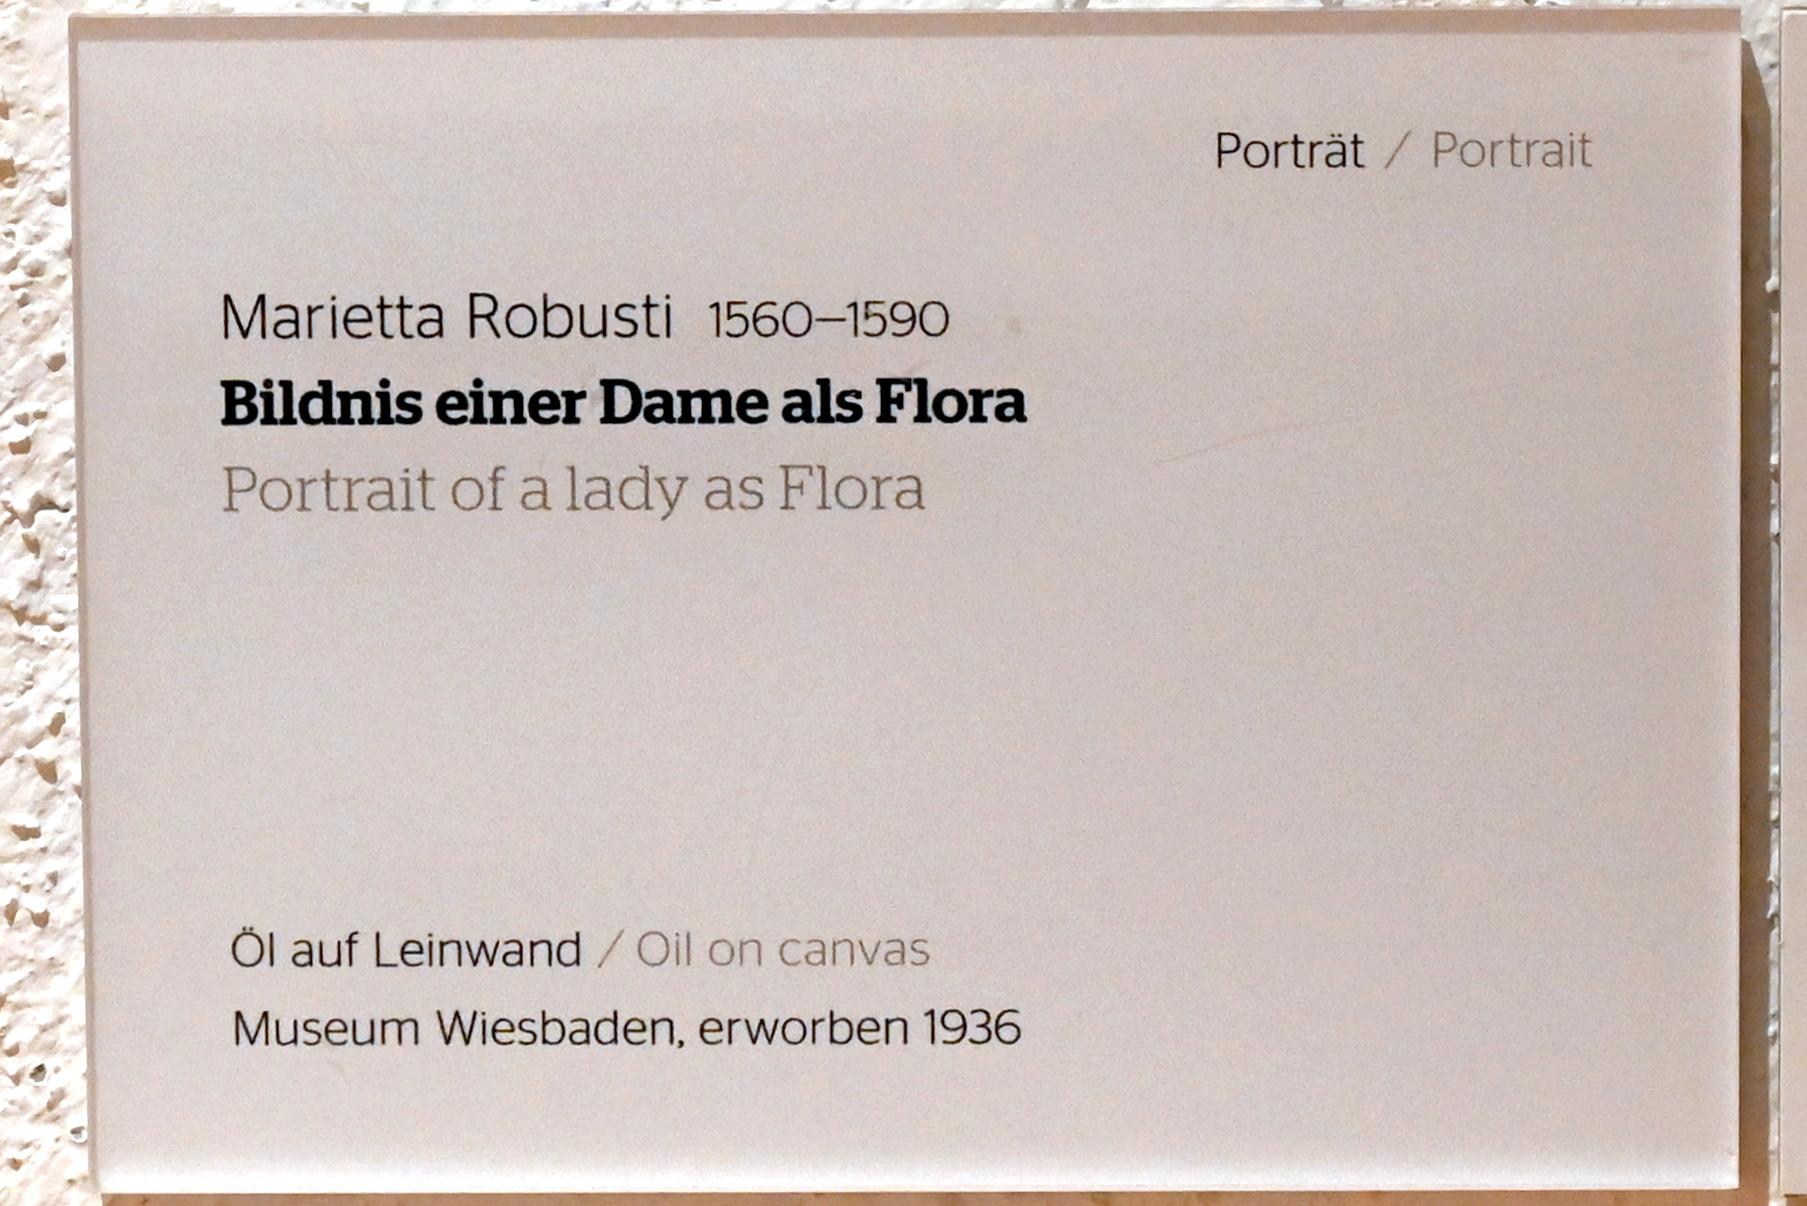 Porträt / Portrait
Marietta Robusti 1560–1590
Bildnis einer Dame als Flora
Portrait of a lady as Flora
Öl auf Leinwand / Oil on canvas
Museum Wiesbaden, erworben 1936